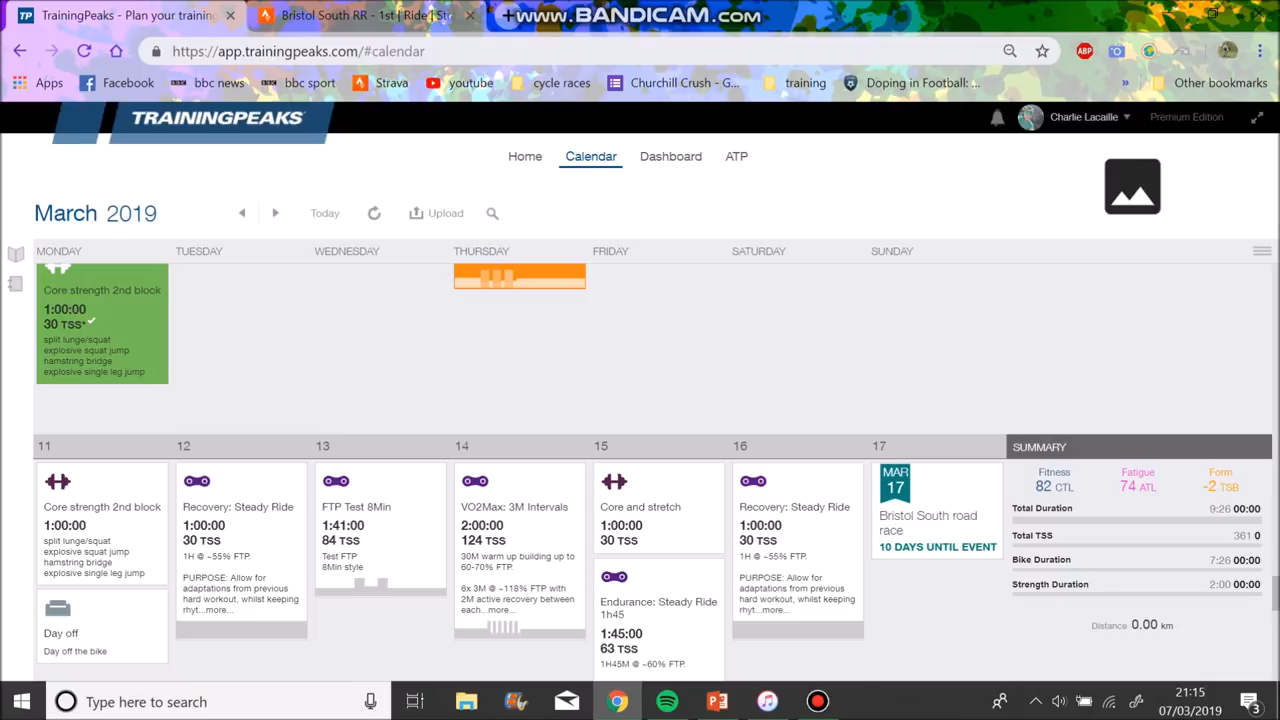 TrainingPeaks - Plan your training
Bristol South RR - 1st | Ride | Str
www.BANDICAM.com
https://app.trainingpeaks.com/#calendar
ABP
Apps
Facebook
bbc news
bbc sport
Strava
youtube
cycle races
Churchill Crush - G...
training
Doping in Football: ...
»
Other bookmarks
TRAININGPEAKS
Charlie Lacaille
Premium Edition
Home
Calendar
Dashboard
ATP
March 2019
Today
Upload
MONDAY
TUESDAY
WEDNESDAY
THURSDAY
FRIDAY
SATURDAY
SUNDAY
Core strength 2nd block
1:00:00
30 TSS*
split lunge/squat
explosive squat jump
hamstring bridge
explosive single leg jump
11
12
13
14
15
16
17
SUMMARY
Core strength 2nd block
1:00:00
split lunge/squat
explosive squat jump
hamstring bridge
explosive single leg jump
Day off
Day off the bike
Recovery: Steady Ride
1:00:00
30 TSS
1H @ ~55% FTP.
PURPOSE: Allow for
adaptations from previous
hard workout, whilst keeping
rhyt...more...
FTP Test 8Min
1:41:00
84 TSS
Test FTP
8Min style
VO2Max: 3M Intervals
2:00:00
124 TSS
30M warm up building up to
60-70% FTP.
6x 3M @ ~118% FTP with
2M active recovery between
each...more...
Core and stretch
1:00:00
30 TSS
Endurance: Steady Ride
1h45
1:45:00
63 TSS
1H45M @ ~60% FTP.
Recovery: Steady Ride
1:00:00
30 TSS
1H @ ~55% FTP.
PURPOSE: Allow for
adaptations from previous
hard workout, whilst keeping
rhyt...more...
MAR
17
Bristol South road
race
10 DAYS UNTIL EVENT
Fitness
82 CTL
Fatigue
74 ATL
Form
-2 TSB
Total Duration 9:26 00:00
Total TSS 361 0
Bike Duration 7:26 00:00
Strength Duration 2:00 00:00
Distance 0.00 km
Type here to search
21:15
07/03/2019
3